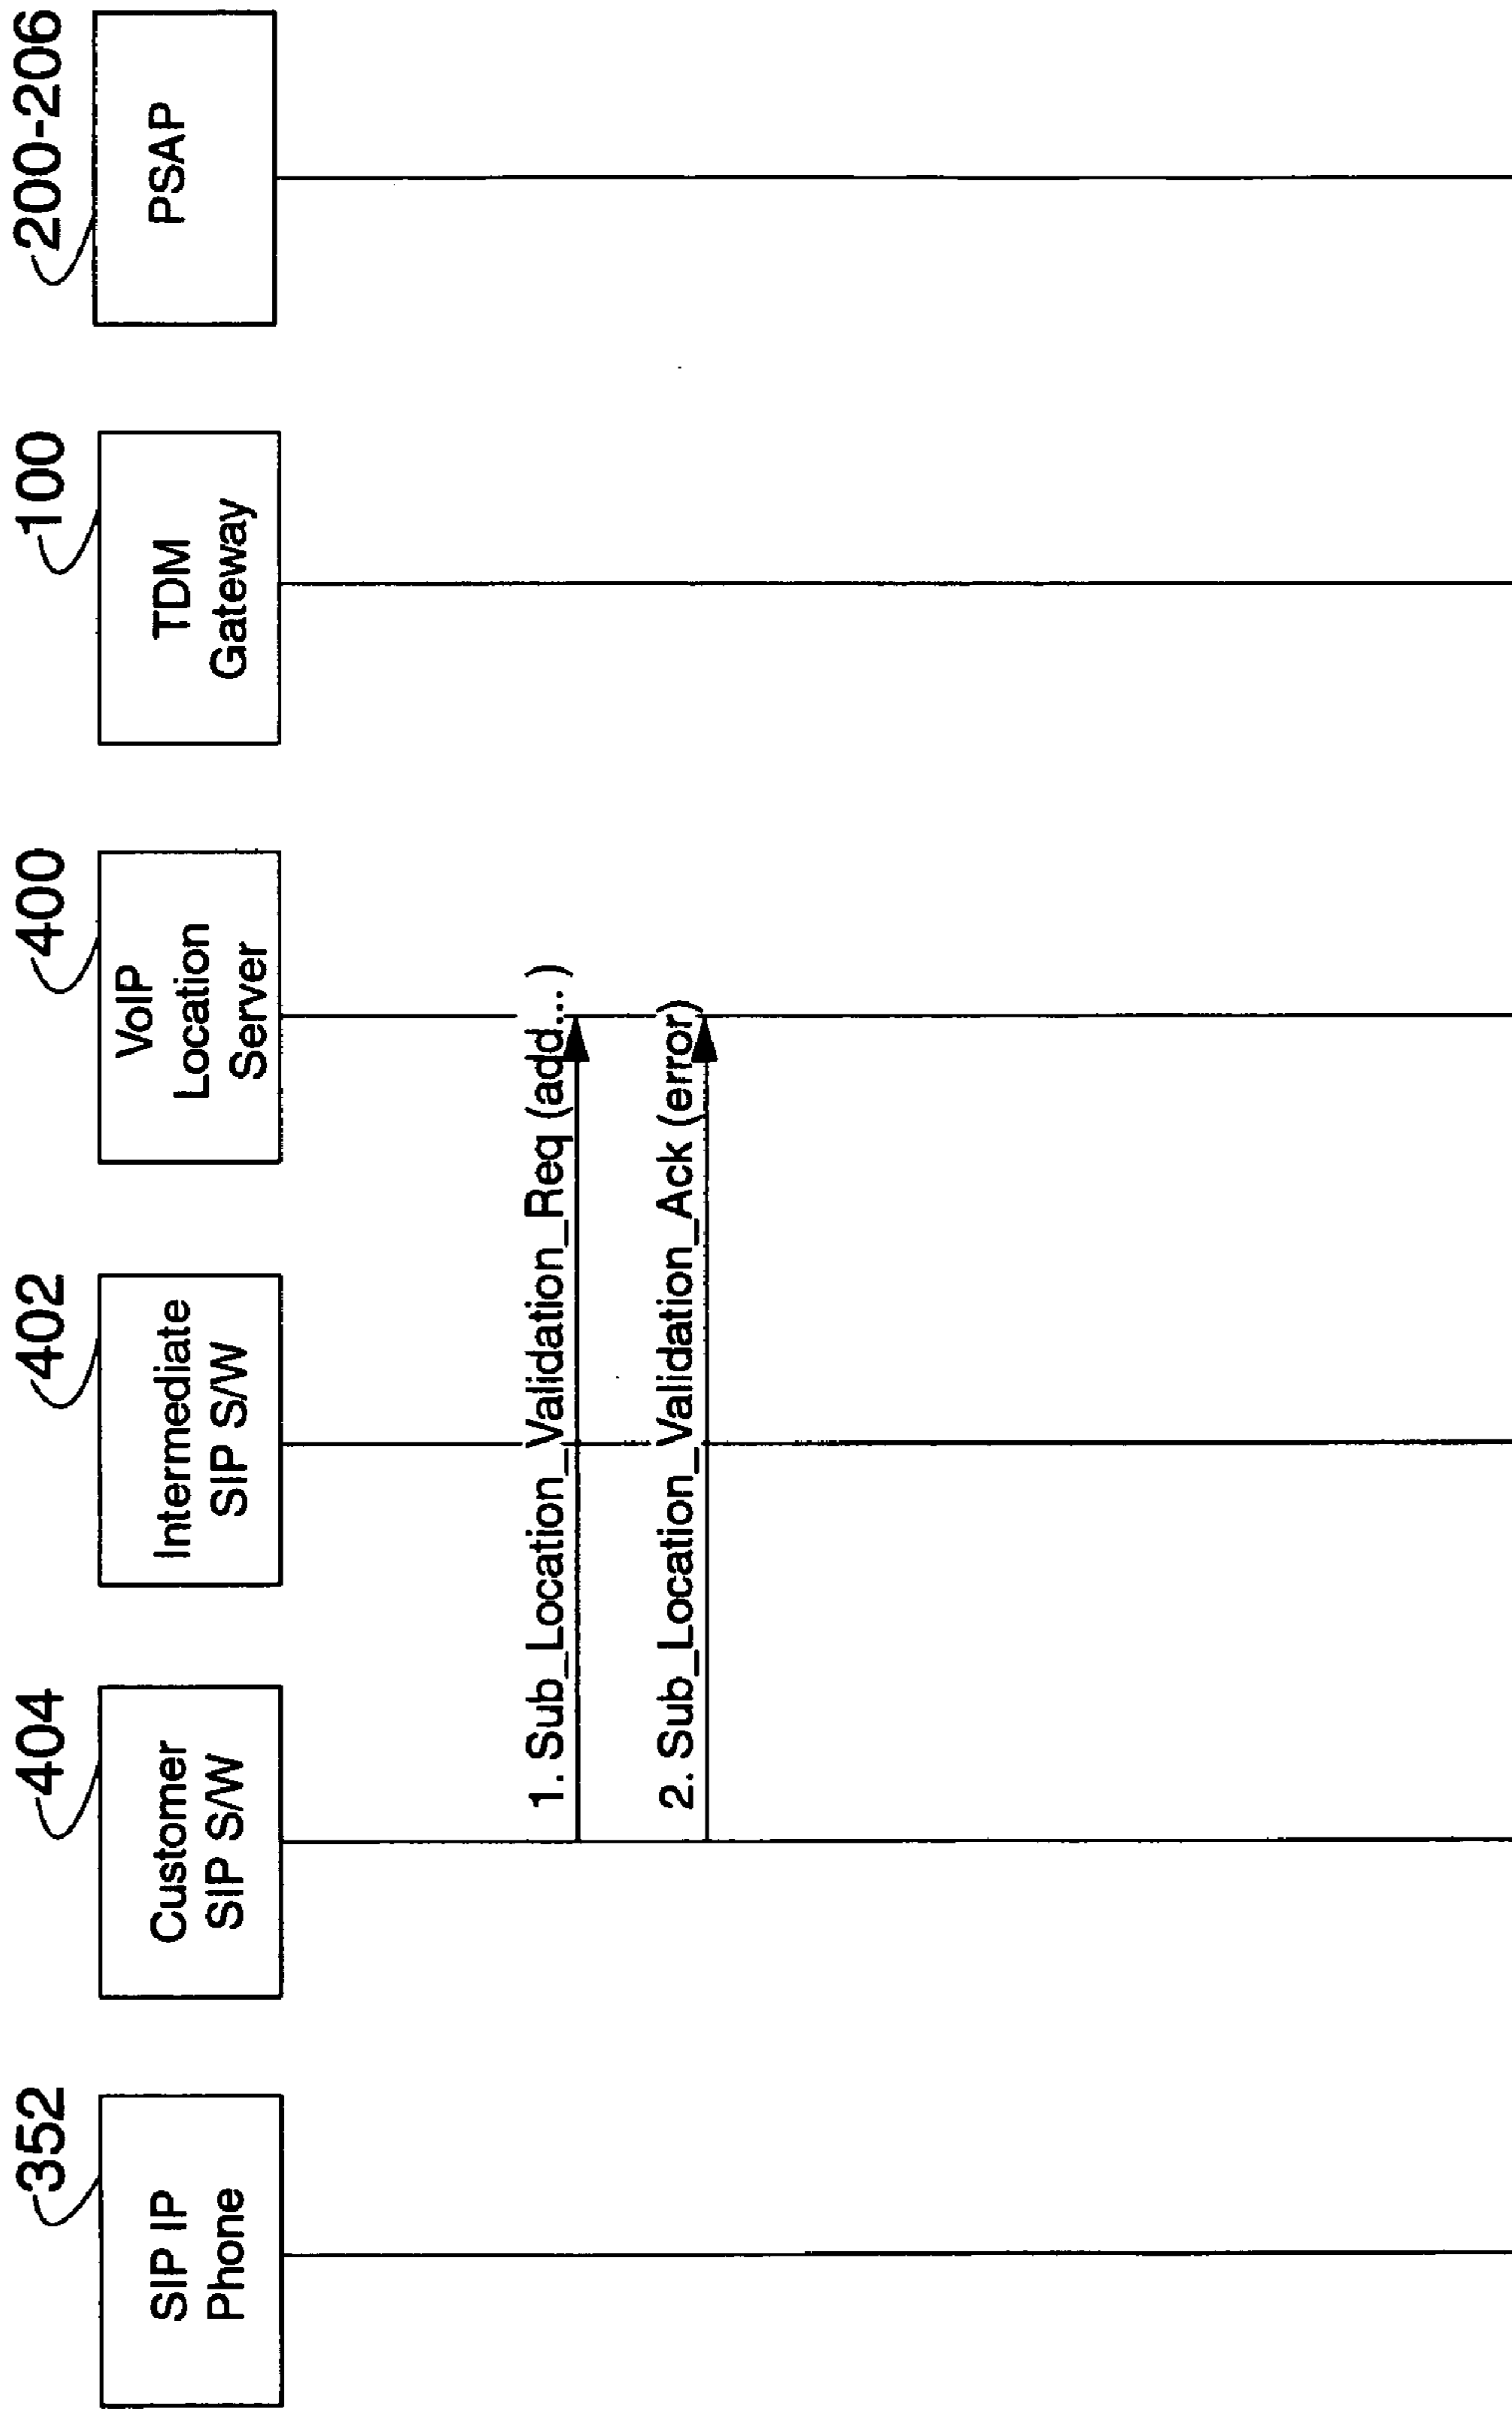 352
SIP IP
Phone
404
Customer
SIP S/W
402
Intermediate
SIP S/W
400
VoIP
Location
Server
100
TDM
Gateway
200-206
PSAP
1. Sub_Location_Validation_Req (add... )
2. Sub_Location_Validation_Ack (error)